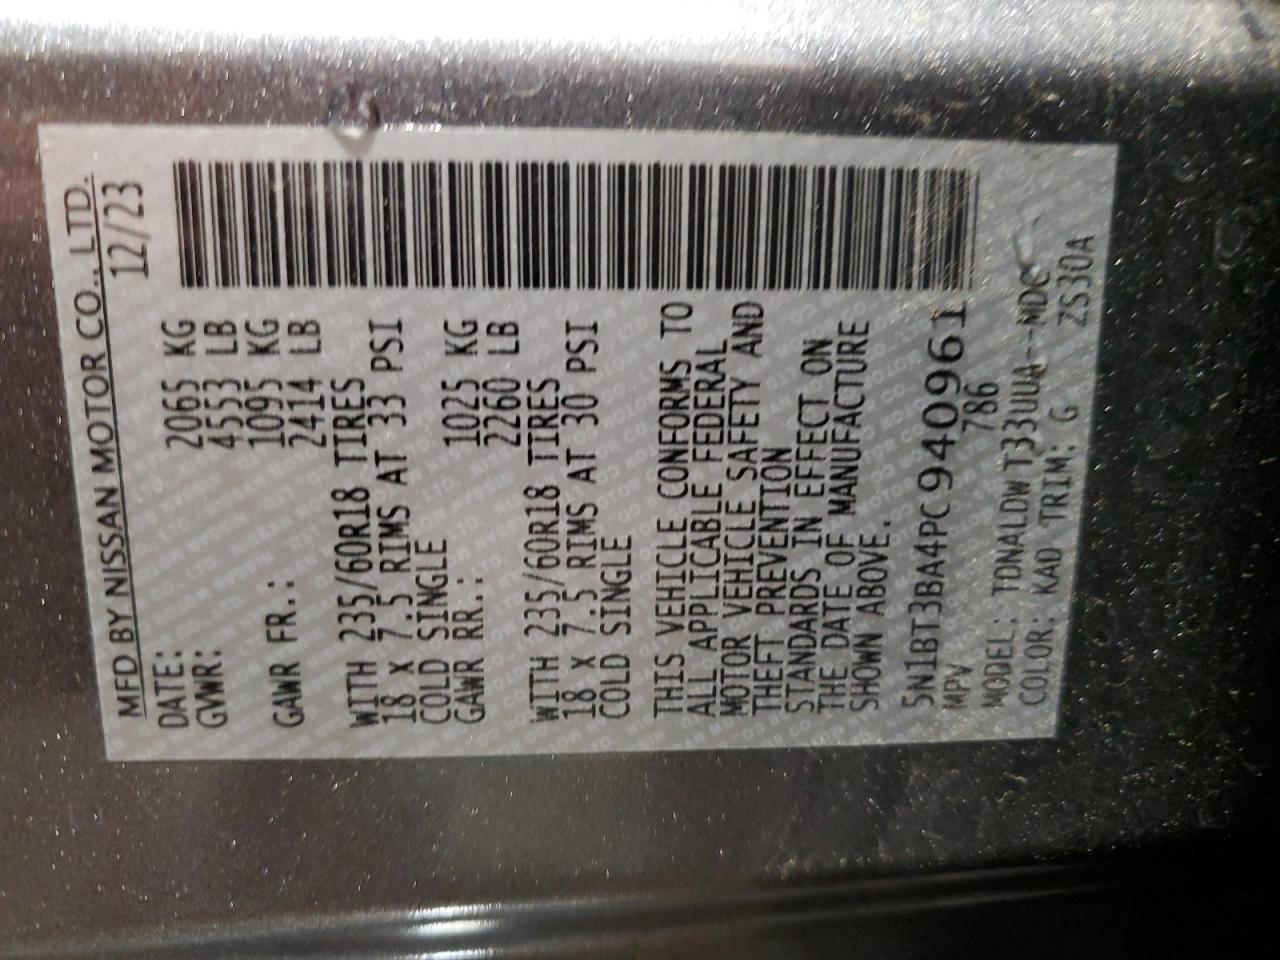 MFD BY NISSAN MOTOR CO., LTD.
DATE: 12/23
GVWR: 2065 KG
4553 LB
GAWR FR.: 1095 KG
2414 LB
WITH 235/60R18 TIRES
18 X 7.5 RIMS AT 33 PSI
COLD SINGLE
GAWR RR.: 1025 KG
2260 LB
WITH 235/60R18 TIRES
18 X 7.5 RIMS AT 30 PSI
COLD SINGLE
THIS VEHICLE CONFORMS TO
ALL APPLICABLE FEDERAL
MOTOR VEHICLE SAFETY AND
THEFT PREVENTION
STANDARDS IN EFFECT ON
THE DATE OF MANUFACTURE
SHOWN ABOVE.
5N1BT3BA4PC940961
MPV 786
MODEL: TDNALDWT33UUA--MDC
COLOR: KAD TRIM: G ZS30A